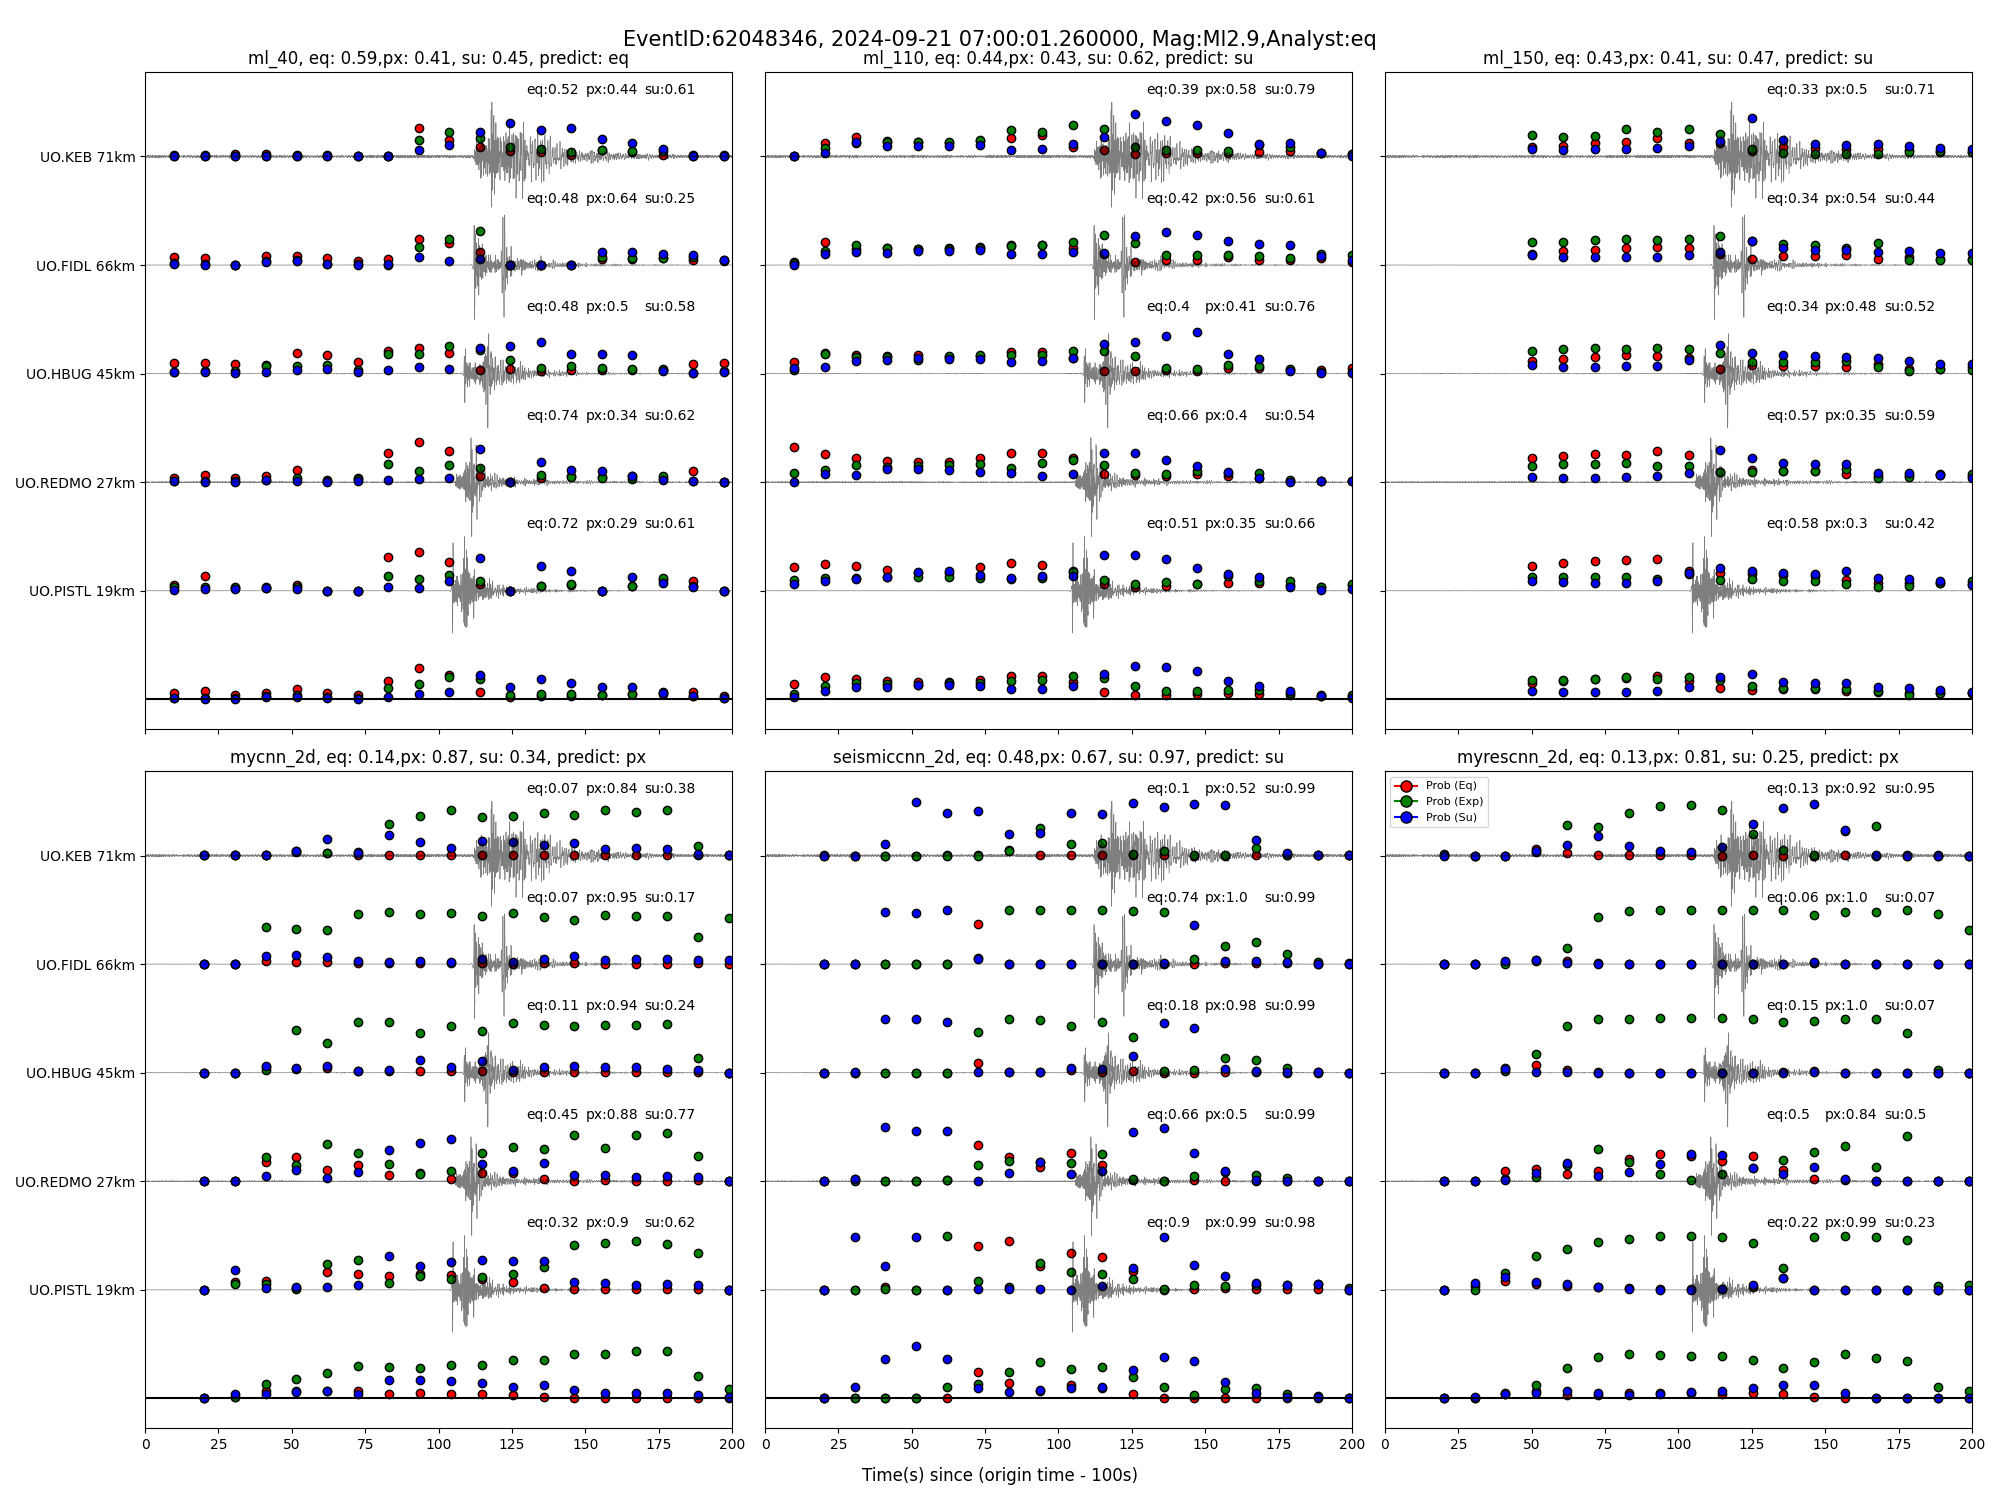 EventID:62048346, 2024-09-21 07:00:01.260000, Mag:Ml2.9,Analyst:eq
ml_40, eq: 0.59,px: 0.41, su: 0.45, predict: eq
eq:0.52 px:0.44 su:0.61
UO.KEB 71km
eq:0.48 px:0.64 su:0.25
UO.FIDL 66km
eq:0.48 px:0.5 su:0.58
UO.HBUG 45km
eq:0.74 px:0.34 su:0.62
UO.REDMO 27km
eq:0.72 px:0.29 su:0.61
UO.PISTL 19km
ml_110, eq: 0.44,px: 0.43, su: 0.62, predict: su
eq:0.39 px:0.58 su:0.79
eq:0.42 px:0.56 su:0.61
eq:0.4 px:0.41 su:0.76
eq:0.66 px:0.4 su:0.54
eq:0.51 px:0.35 su:0.66
ml_150, eq: 0.43,px: 0.41, su: 0.47, predict: su
eq:0.33 px:0.5 su:0.71
eq:0.34 px:0.54 su:0.44
eq:0.34 px:0.48 su:0.52
eq:0.57 px:0.35 su:0.59
eq:0.58 px:0.3 su:0.42
mycnn_2d, eq: 0.14,px: 0.87, su: 0.34, predict: px
eq:0.07 px:0.84 su:0.38
UO.KEB 71km
eq:0.07 px:0.95 su:0.17
UO.FIDL 66km
eq:0.11 px:0.94 su:0.24
UO.HBUG 45km
eq:0.45 px:0.88 su:0.77
UO.REDMO 27km
eq:0.32 px:0.9 su:0.62
UO.PISTL 19km
0 25 50 75 100 125 150 175 200
seismiccnn_2d, eq: 0.48,px: 0.67, su: 0.97, predict: su
eq:0.1 px:0.52 su:0.99
eq:0.74 px:1.0 su:0.99
eq:0.18 px:0.98 su:0.99
eq:0.66 px:0.5 su:0.99
eq:0.9 px:0.99 su:0.98
0 25 50 75 100 125 150 175 200
myrescnn_2d, eq: 0.13,px: 0.81, su: 0.25, predict: px
Prob (Eq)
Prob (Exp)
Prob (Su)
eq:0.13 px:0.92 su:0.95
eq:0.06 px:1.0 su:0.07
eq:0.15 px:1.0 su:0.07
eq:0.5 px:0.84 su:0.5
eq:0.22 px:0.99 su:0.23
0 25 50 75 100 125 150 175 200
Time(s) since (origin time - 100s)